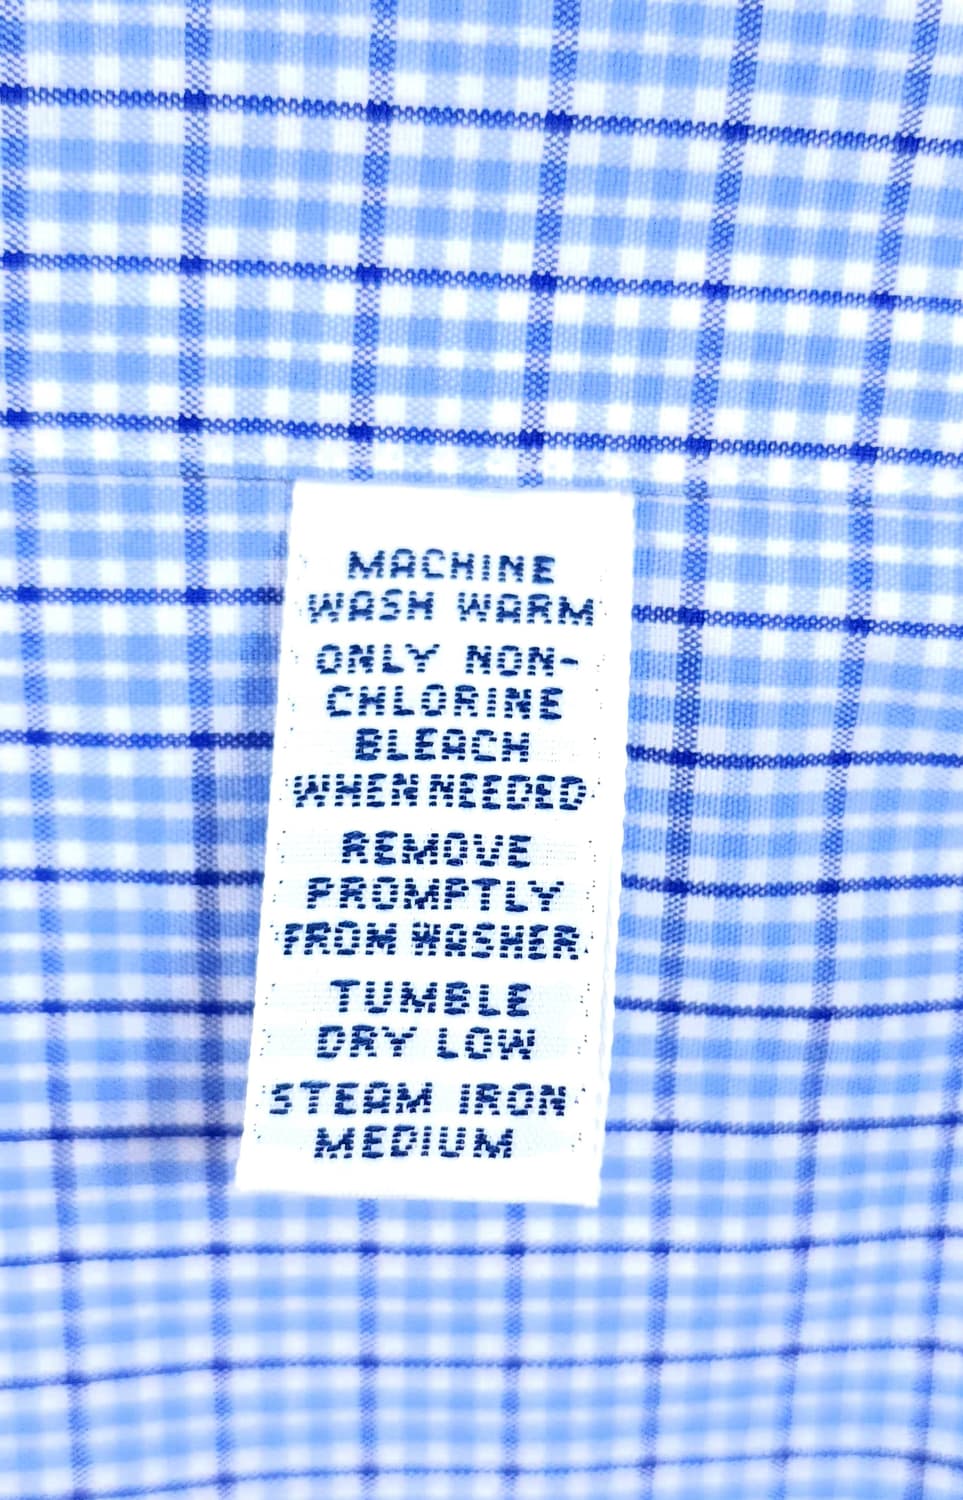 MACHINE
WASH WARM
ONLY NON-
CHLORINE
BLEACH
WHEN NEEDED
REMOVE
PROMPTLY
FROM WASHER
TUMBLE
DRY LOW
STEAM IRON
MEDIUM